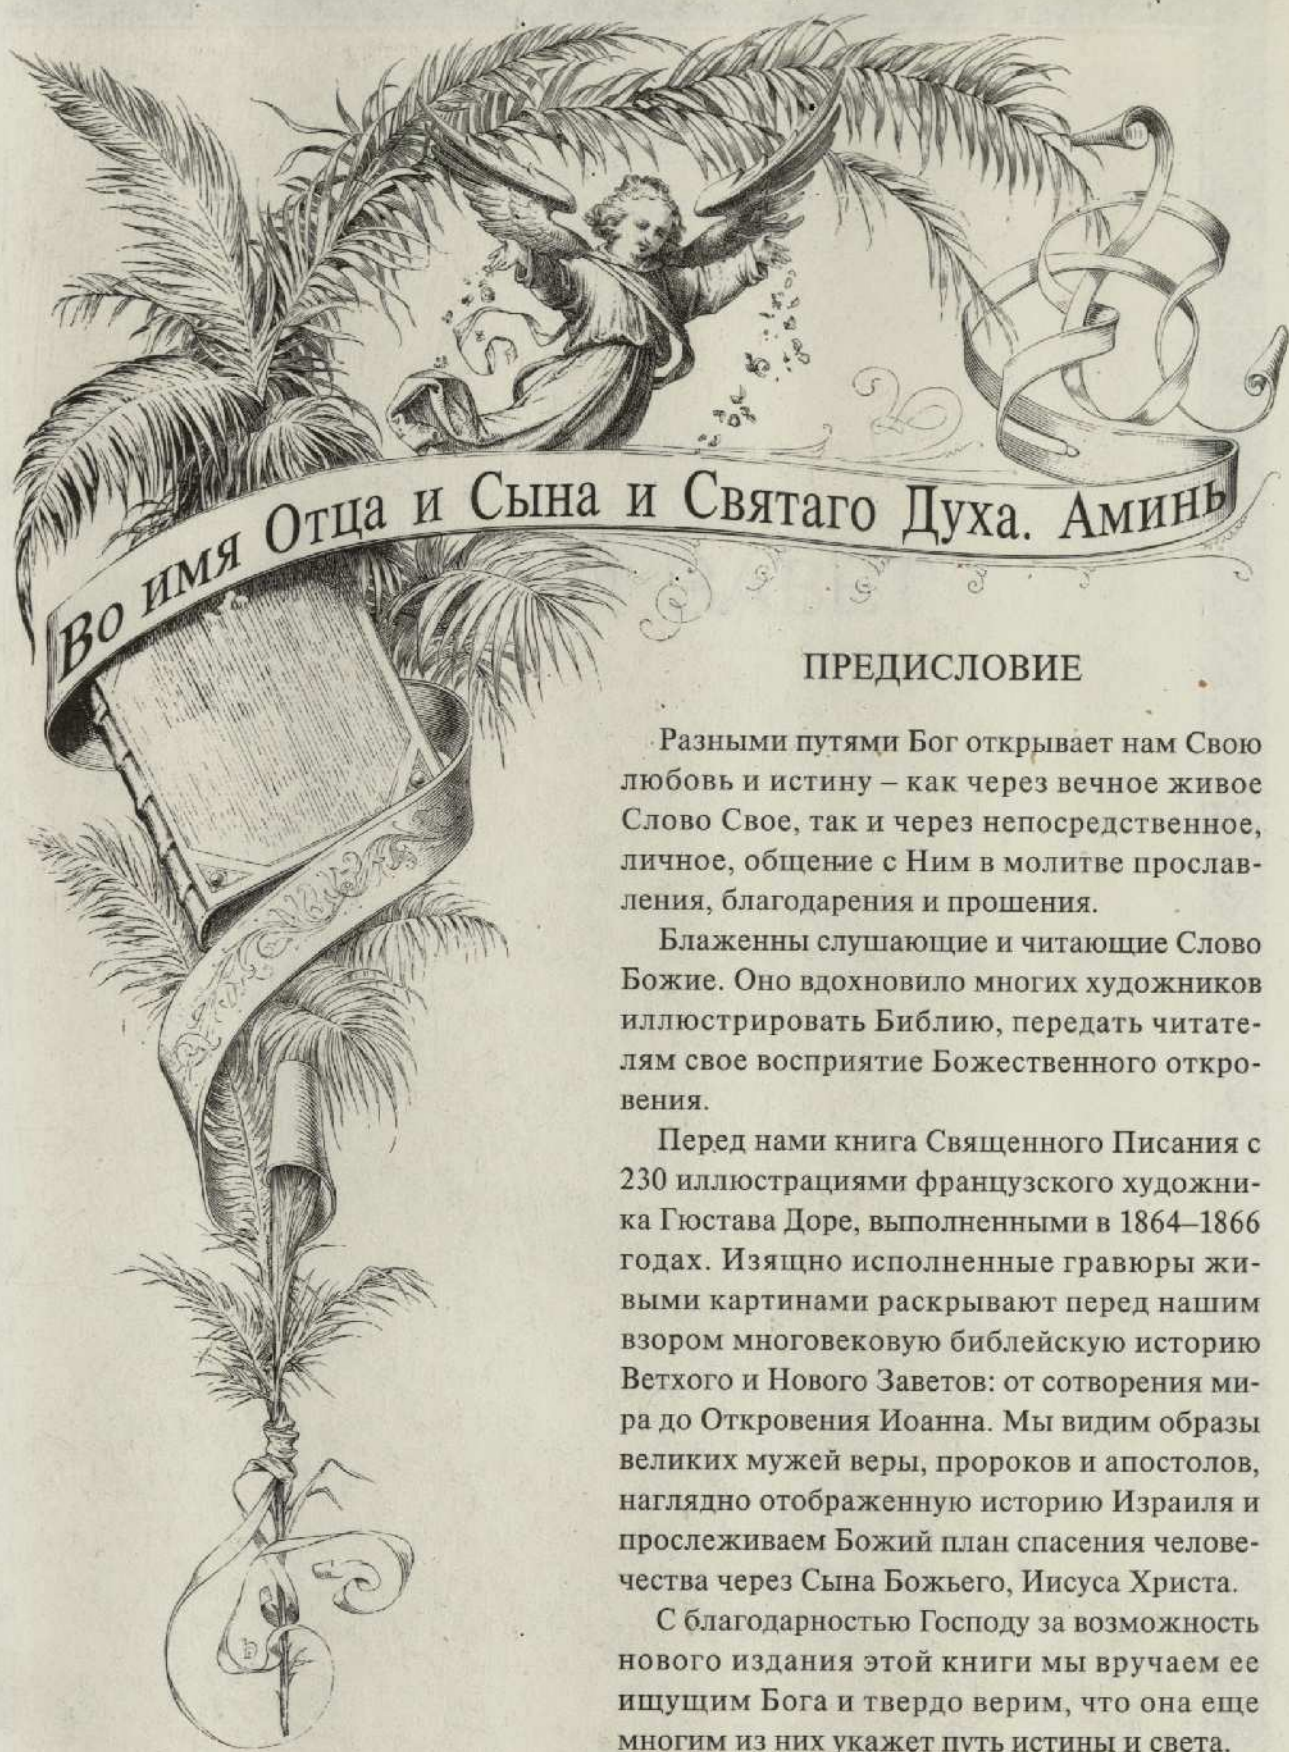 Во имя Отца и Сына и Святаго Духа. Аминь
ПРЕДИСЛОВИЕ
Разными путями Бог открывает нам Свою
любовь и истину – как через вечное живое
Слово Свое, так и через непосредственное,
личное, общение с Ним в молитве прослав-
ления, благодарения и прошения.
Блаженны слушающие и читающие Слово
Божие. Оно вдохновило многих художников
иллюстрировать Библию, передать читате-
лям свое восприятие Божественного откро-
вения.
Перед нами книга Священного Писания с
230 иллюстрациями французского художни-
ка Гюстава Доре, выполненными в 1864–1866
годах. Изящно исполненные гравюры жи-
выми картинами раскрывают перед нашим
взором многовековую библейскую историю
Ветхого и Нового Заветов: от сотворения ми-
ра до Откровения Иоанна. Мы видим образы
великих мужей веры, пророков и апостолов,
наглядно отображенную историю Израиля и
прослеживаем Божий план спасения челове-
чества через Сына Божьего, Иисуса Христа.
С благодарностью Господу за возможность
нового издания этой книги мы вручаем ее
ищущим Бога и твердо верим, что она еще
многим из них укажет путь истины и света.